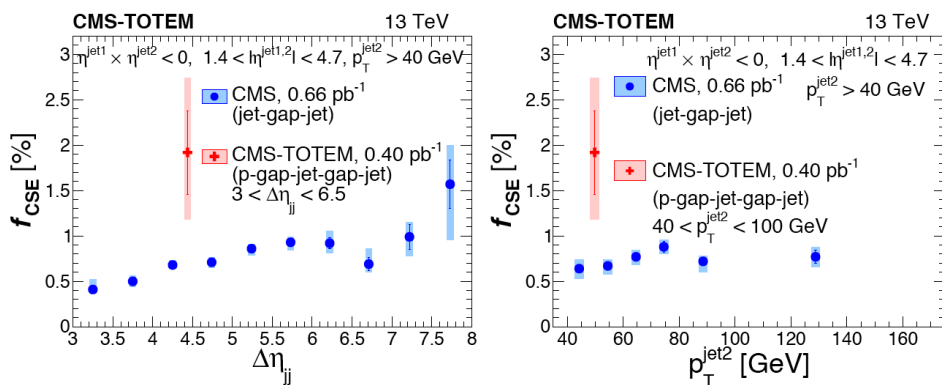 CMS-TOTEM 13 TeV
η^jet1 × η^jet2 < 0, 1.4 < |η^jet1,2| < 4.7, p_T^jet2 > 40 GeV
CMS, 0.66 pb^-1
(jet-gap-jet)
CMS-TOTEM, 0.40 pb^-1
(p-gap-jet-gap-jet)
3 < Δη_jj < 6.5
f_CSE [%]
3
2.5
2
1.5
1
0.5
0
3 3.5 4 4.5 5 5.5 6 6.5 7 7.5 8
Δη_jj
CMS-TOTEM 13 TeV
η^jet1 × η^jet2 < 0, 1.4 < |η^jet1,2| < 4.7
p_T^jet2 > 40 GeV
CMS, 0.66 pb^-1
(jet-gap-jet)
CMS-TOTEM, 0.40 pb^-1
(p-gap-jet-gap-jet)
40 < p_T^jet2 < 100 GeV
f_CSE [%]
3
2.5
2
1.5
1
0.5
0
40 60 80 100 120 140 160
p_T^jet2 [GeV]